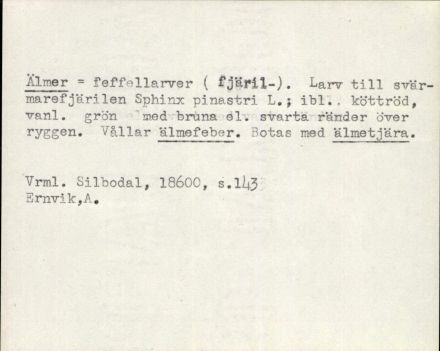 Älmer = feffellarver ( fjäril-). Larv till svär-
marefjärilen Sphinx pinastri L.; ibl.. köttröd,
vanl. grön med bruna el. svarta ränder över
ryggen. Vållar älmefeber. Botas med älmetjära.
Vrml. Silbodal, 18600, s.143
Ernvik,A.